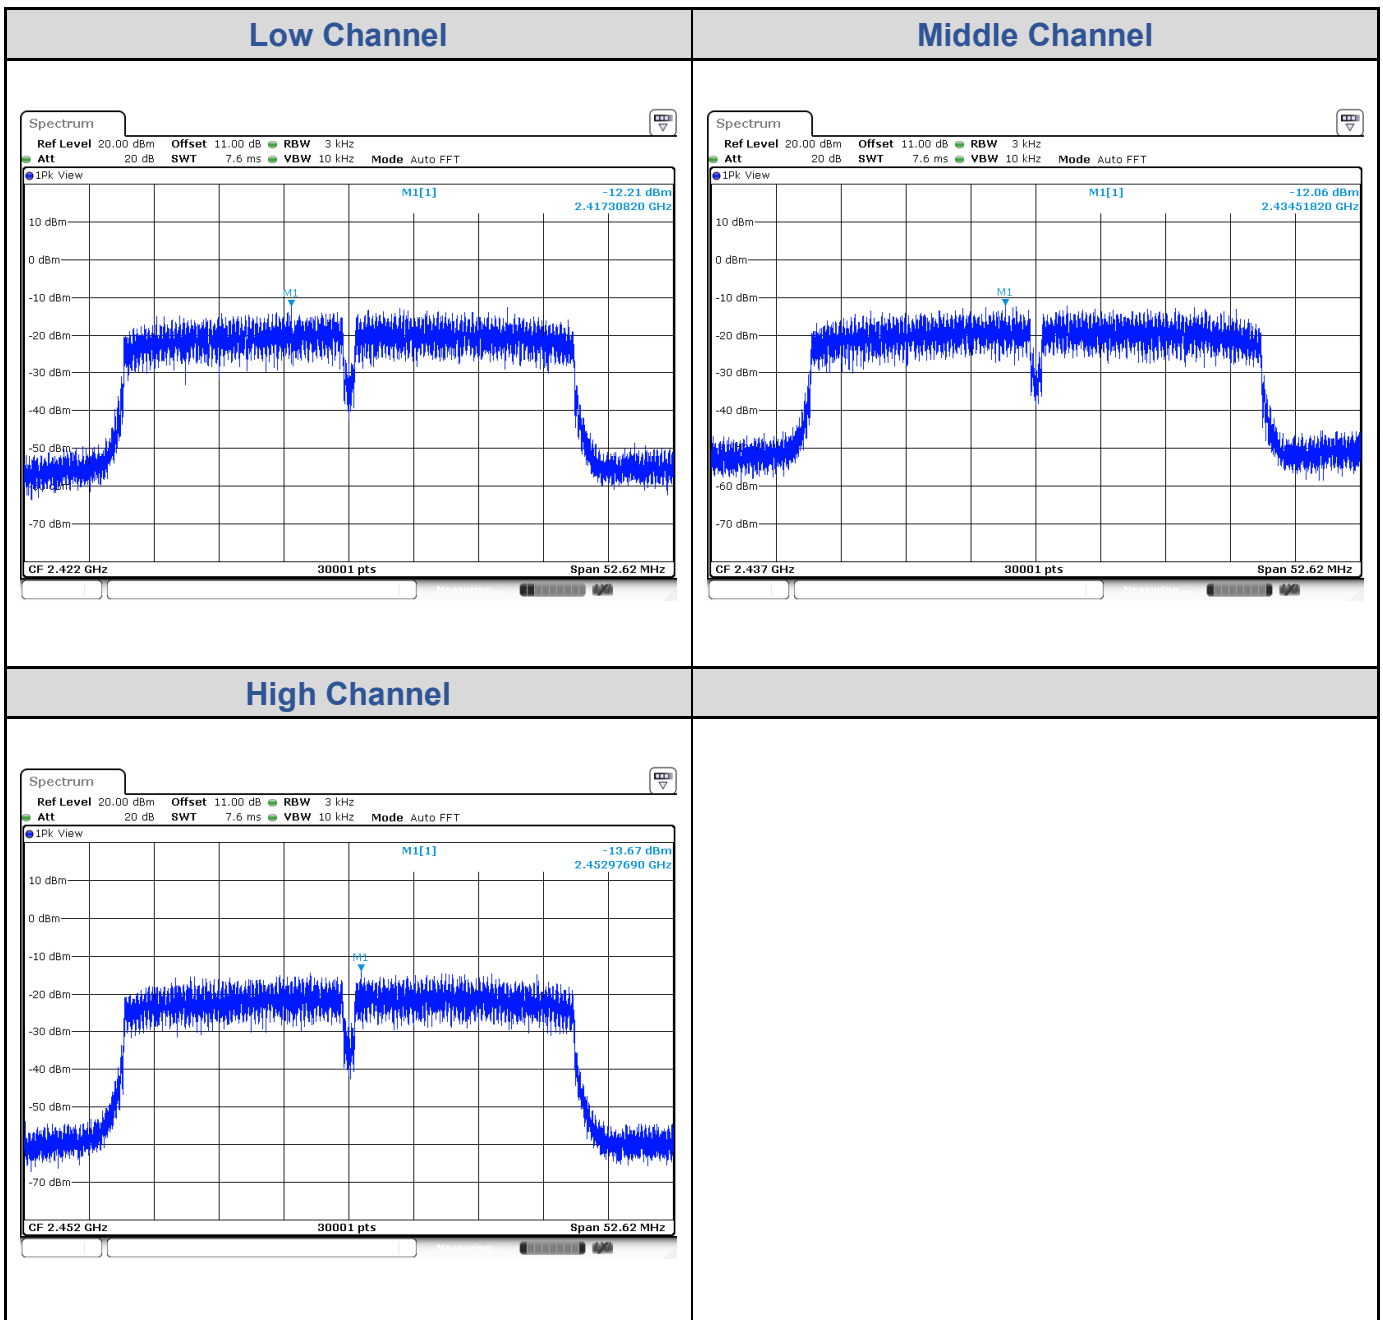 Low Channel
Middle Channel
Spectrum
Ref Level 20.00 dBm Offset 11.00 dB RBW 3 kHz
Att 20 dB SWT 7.6 ms VBW 10 kHz Mode Auto FFT
1Pk View
M1[1] -12.21 dBm
2.41730820 GHz
M1
10 dBm
0 dBm
-10 dBm
-20 dBm
-30 dBm
-40 dBm
-50 dBm
-60 dBm
-70 dBm
CF 2.422 GHz 30001 pts Span 52.62 MHz
Measuring...
Spectrum
Ref Level 20.00 dBm Offset 11.00 dB RBW 3 kHz
Att 20 dB SWT 7.6 ms VBW 10 kHz Mode Auto FFT
1Pk View
M1[1] -12.06 dBm
2.43451820 GHz
M1
10 dBm
0 dBm
-10 dBm
-20 dBm
-30 dBm
-40 dBm
-50 dBm
-60 dBm
-70 dBm
CF 2.437 GHz 30001 pts Span 52.62 MHz
Measuring...
High Channel
Spectrum
Ref Level 20.00 dBm Offset 11.00 dB RBW 3 kHz
Att 20 dB SWT 7.6 ms VBW 10 kHz Mode Auto FFT
1Pk View
M1[1] -13.67 dBm
2.45297690 GHz
M1
10 dBm
0 dBm
-10 dBm
-20 dBm
-30 dBm
-40 dBm
-50 dBm
-70 dBm
CF 2.452 GHz 30001 pts Span 52.62 MHz
Measuring...